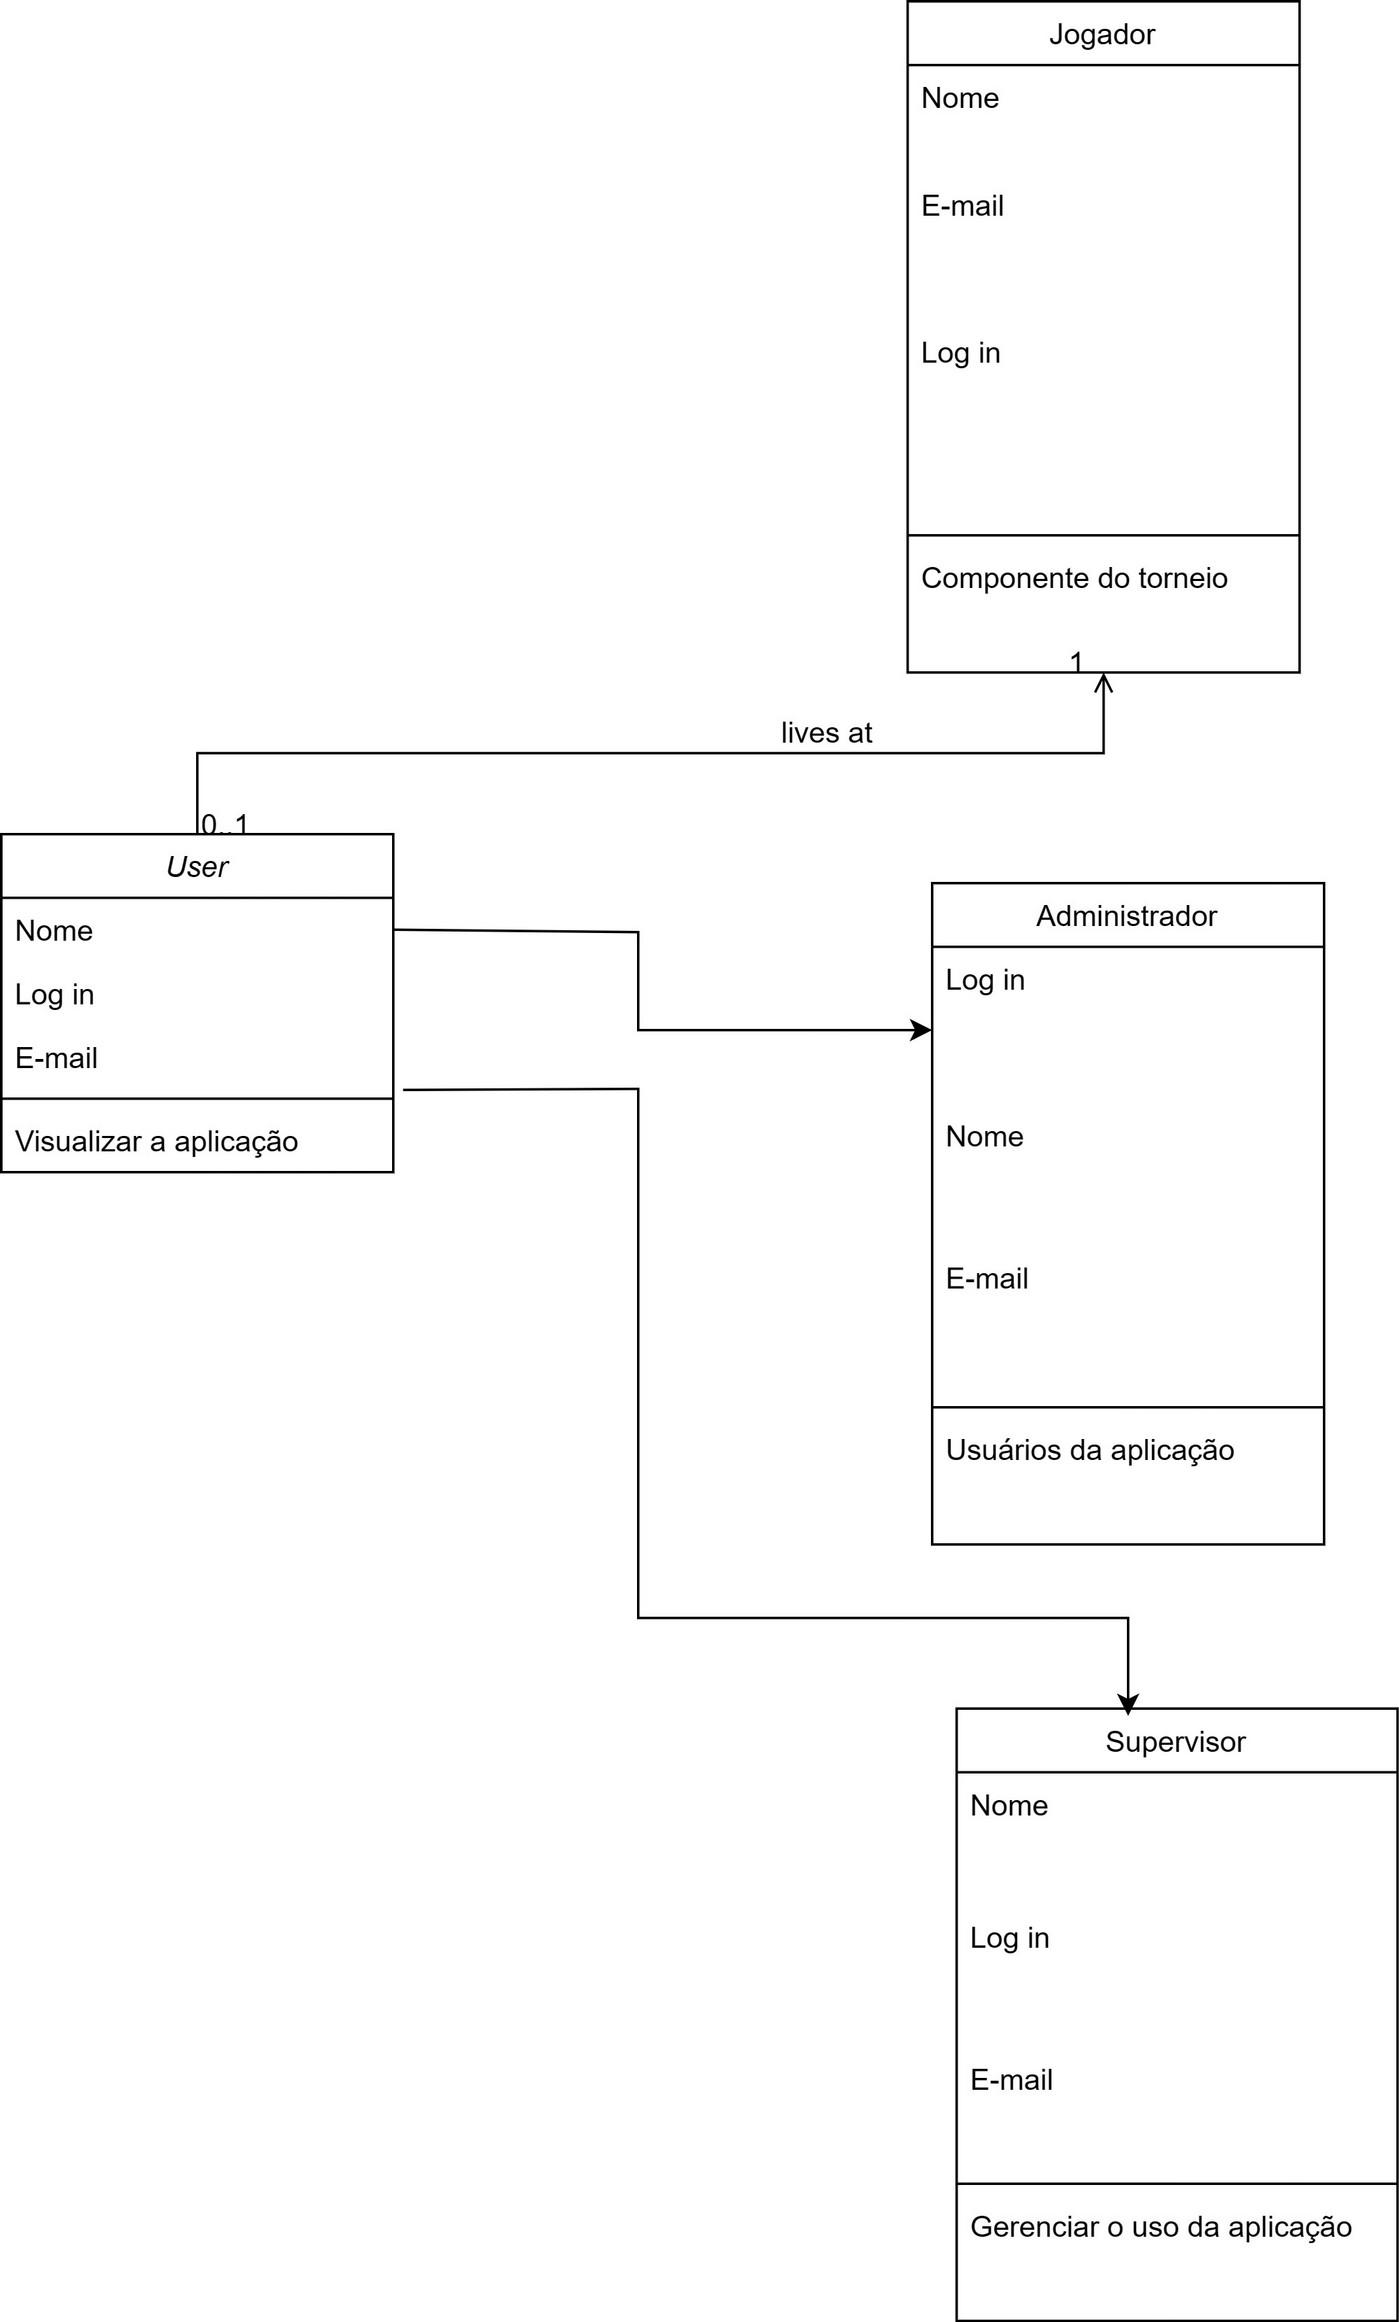 Jogador
Nome
E-mail
Log in
Componente do torneio
1
lives at
0..1
User
Nome
Log in
E-mail
Visualizar a aplicação
Administrador
Log in
Nome
E-mail
Usuários da aplicação
Supervisor
Nome
Log in
E-mail
Gerenciar o uso da aplicação